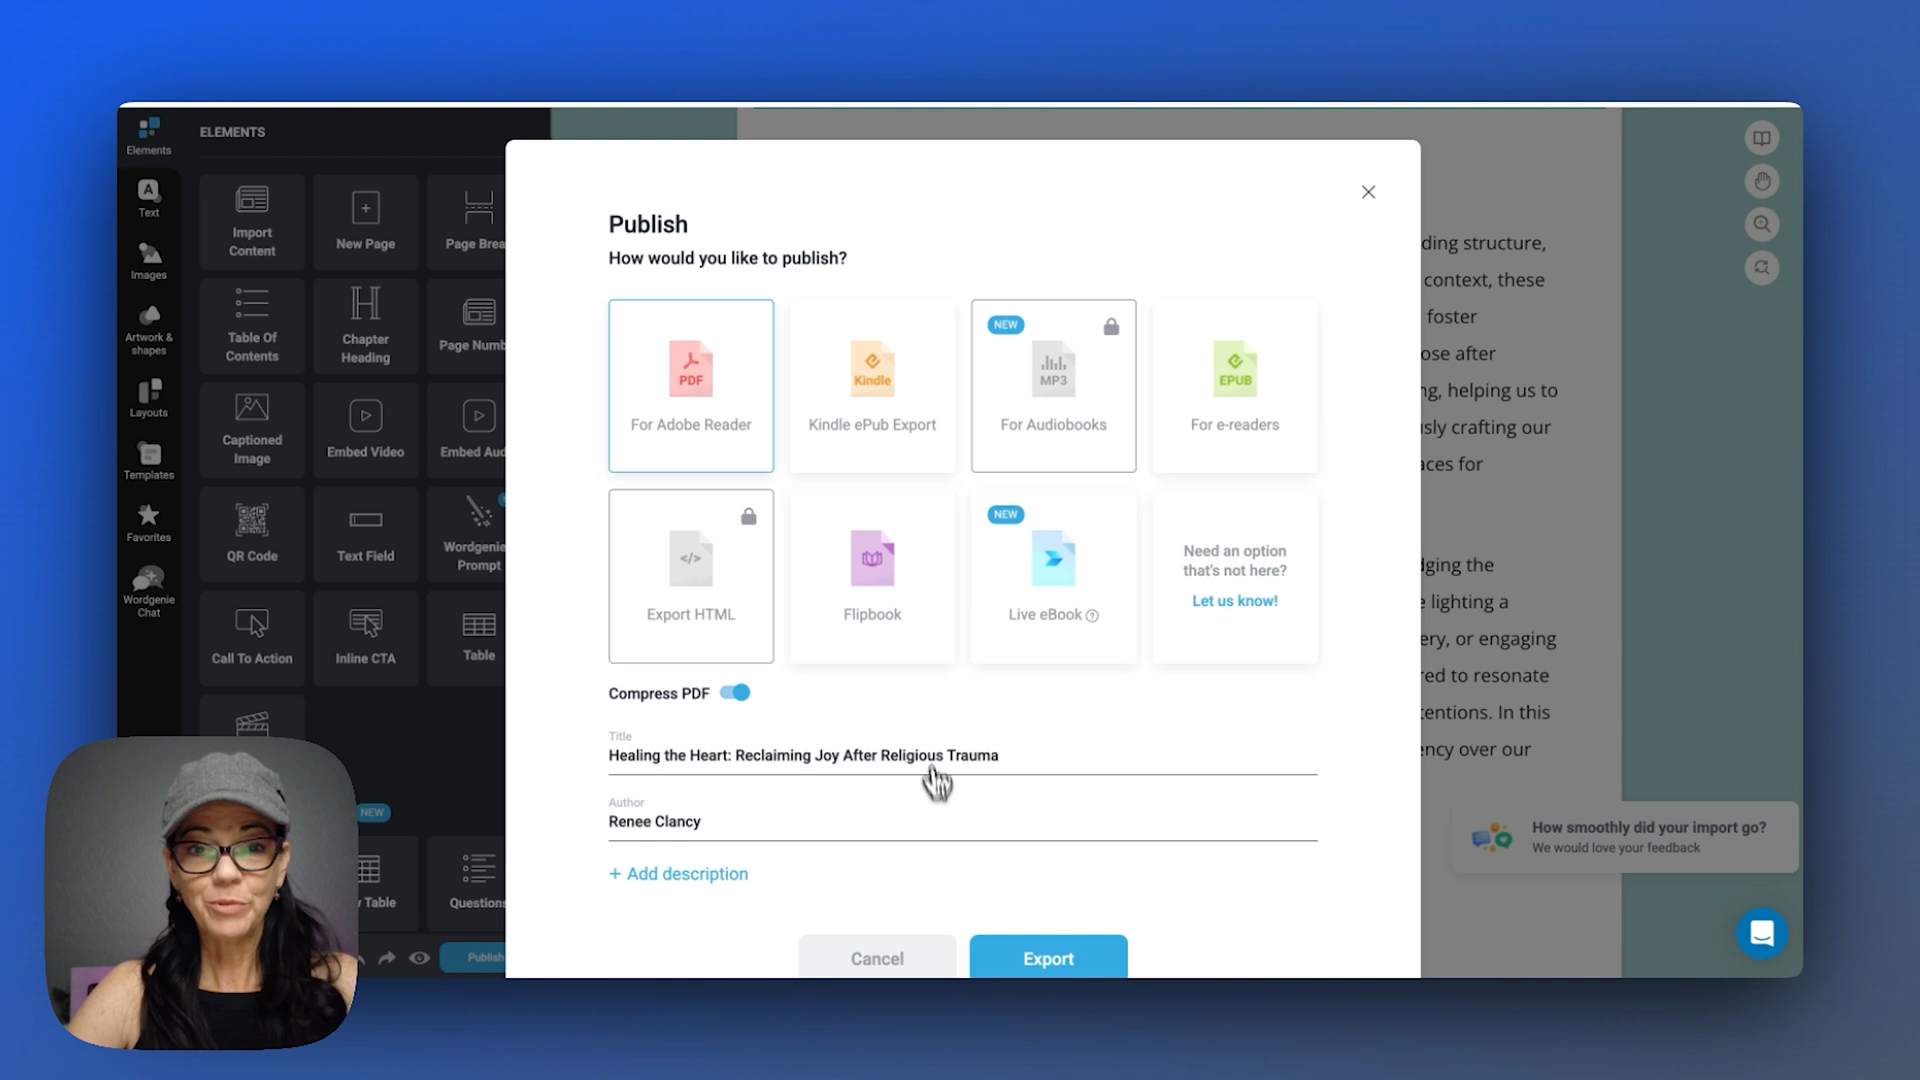 Elements
Text
Images
Artwork &
shapes
Layouts
Templates
Favorites
Wordgenie
Chat
ELEMENTS
Import
Content
New Page
Page Brea
Table Of
Contents
Chapter
Heading
Page Numb
Captioned
Image
Embed Video
Embed Aud
QR Code
Text Field
Wordgenie
Prompt
Call To Action
Inline CTA
Table
NEW
Table
Questions
Publish
Publish
How would you like to publish?
PDF
For Adobe Reader
Kindle
Kindle ePub Export
NEW
MP3
For Audiobooks
EPUB
For e-readers
</>
Export HTML
Flipbook
NEW
Live eBook ?
Need an option
that's not here?
Let us know!
Compress PDF
Title
Healing the Heart: Reclaiming Joy After Religious Trauma
Author
Renee Clancy
+ Add description
Cancel
Export
ding structure,
context, these
foster
ose after
ng, helping us to
sly crafting our
aces for
dging the
lighting a
ery, or engaging
red to resonate
tentions. In this
ency over our
How smoothly did your import go?
We would love your feedback